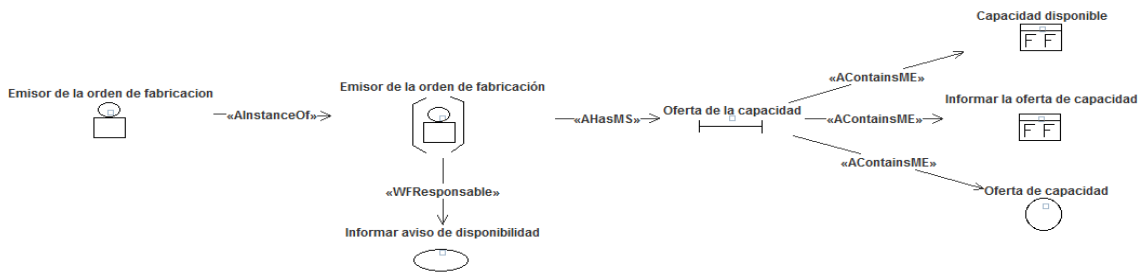 Capacidad disponible
F F
«AContainsME»
Emisor de la orden de fabricacion
«AInstanceOf»
Emisor de la orden de fabricación
«AHasMS»
Oferta de la capacidad
«AContainsME»
Informar la oferta de capacidad
F F
«AContainsME»
Oferta de capacidad
«WFResponsable»
Informar aviso de disponibilidad